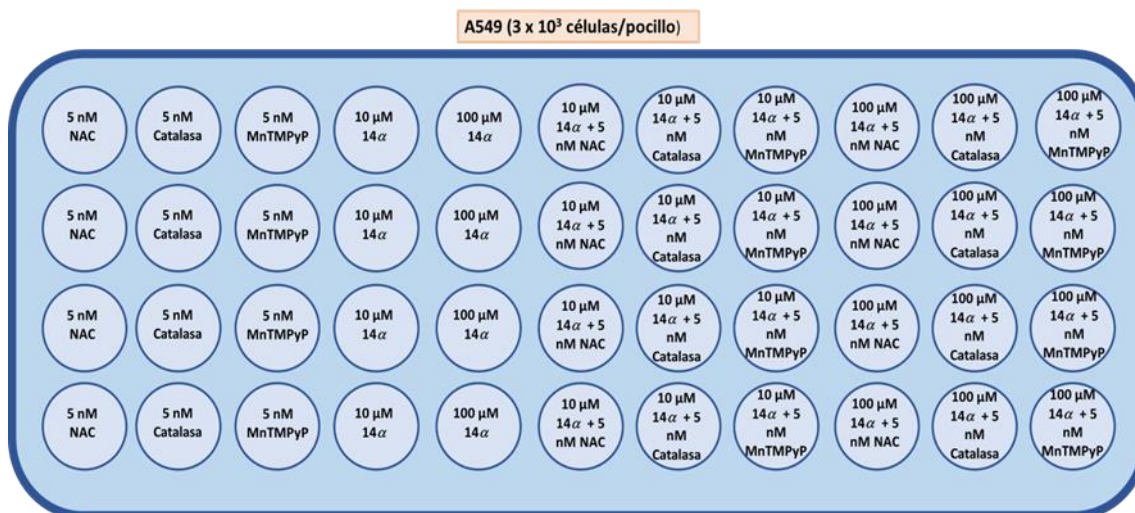 A549 (3 x 10³ células/pocillo)
5 nM
NAC
5 nM
Catalasa
5 nM
MnTMPyP
10 µM
14α
100 µM
14α
10 µM
14α + 5
nM NAC
10 µM
14α + 5
nM
Catalasa
10 µM
14α + 5
nM
MnTMPyP
100 µM
14α + 5
nM NAC
100 µM
14α + 5
nM
Catalasa
100 µM
14α + 5
nM
MnTMPyP
5 nM
NAC
5 nM
Catalasa
5 nM
MnTMPyP
10 µM
14α
100 µM
14α
10 µM
14α + 5
nM NAC
10 µM
14α + 5
nM
Catalasa
10 µM
14α + 5
nM
MnTMPyP
100 µM
14α + 5
nM NAC
100 µM
14α + 5
nM
Catalasa
100 µM
14α + 5
nM
MnTMPyP
5 nM
NAC
5 nM
Catalasa
5 nM
MnTMPyP
10 µM
14α
100 µM
14α
10 µM
14α + 5
nM NAC
10 µM
14α + 5
nM
Catalasa
10 µM
14α + 5
nM
MnTMPyP
100 µM
14α + 5
nM NAC
100 µM
14α + 5
nM
Catalasa
100 µM
14α + 5
nM
MnTMPyP
5 nM
NAC
5 nM
Catalasa
5 nM
MnTMPyP
10 µM
14α
100 µM
14α
10 µM
14α + 5
nM NAC
10 µM
14α + 5
nM
Catalasa
10 µM
14α + 5
nM
MnTMPyP
100 µM
14α + 5
nM NAC
100 µM
14α + 5
nM
Catalasa
100 µM
14α + 5
nM
MnTMPyP